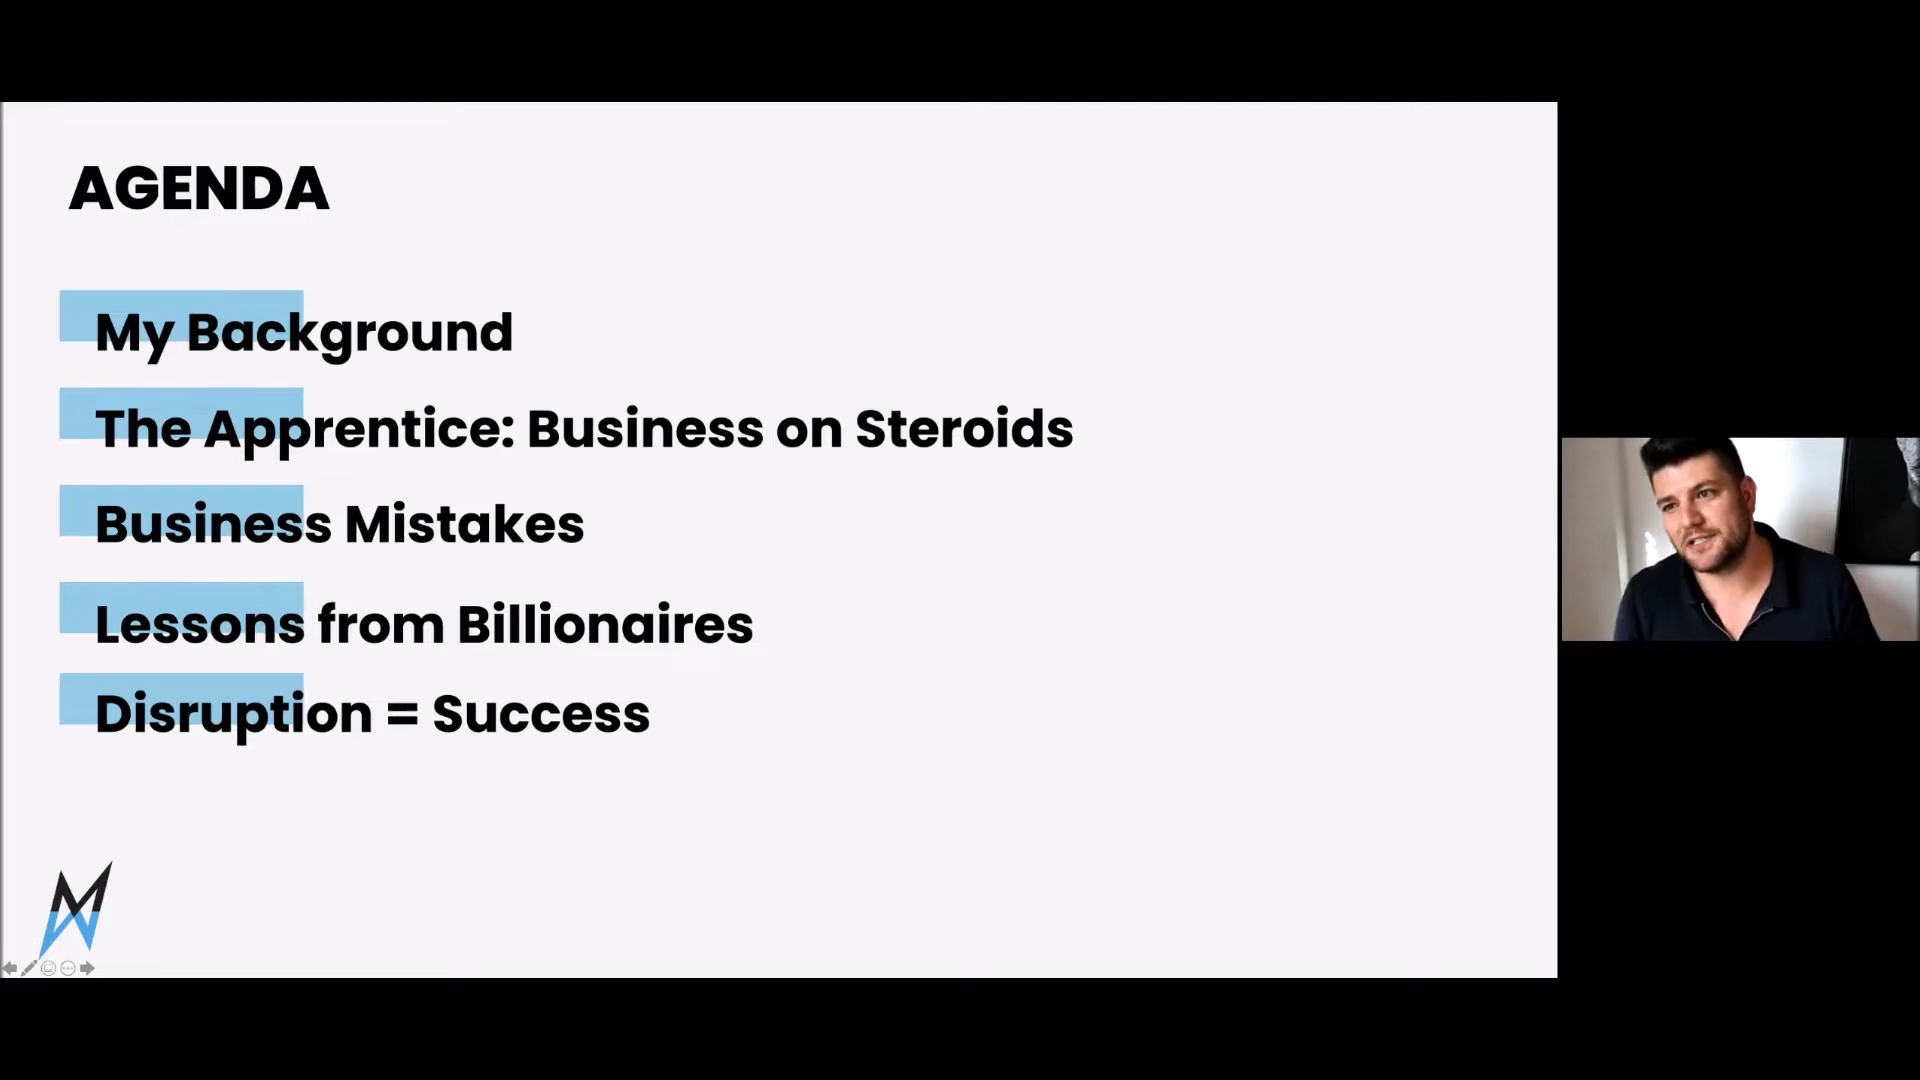 AGENDA
My Background
The Apprentice: Business on Steroids
Business Mistakes
Lessons from Billionaires
Disruption = Success